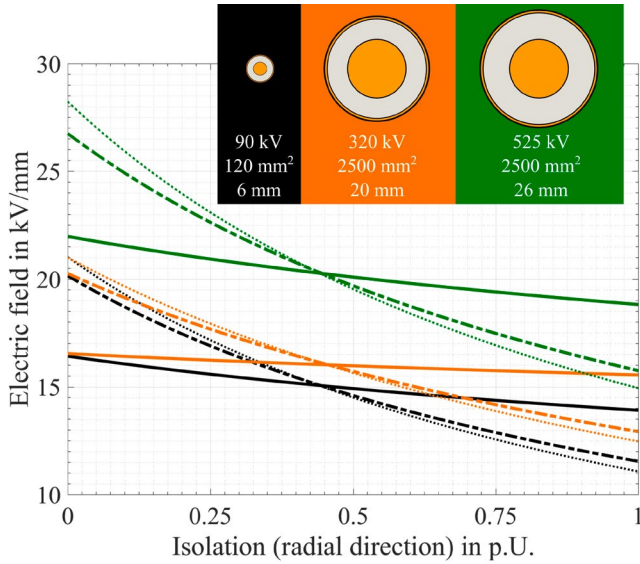 90 kV
120 mm²
6 mm
320 kV
2500 mm²
20 mm
525 kV
2500 mm²
26 mm
Electric field in kV/mm
30
25
20
15
10
0
0.25
0.5
0.75
1
Isolation (radial direction) in p.U.